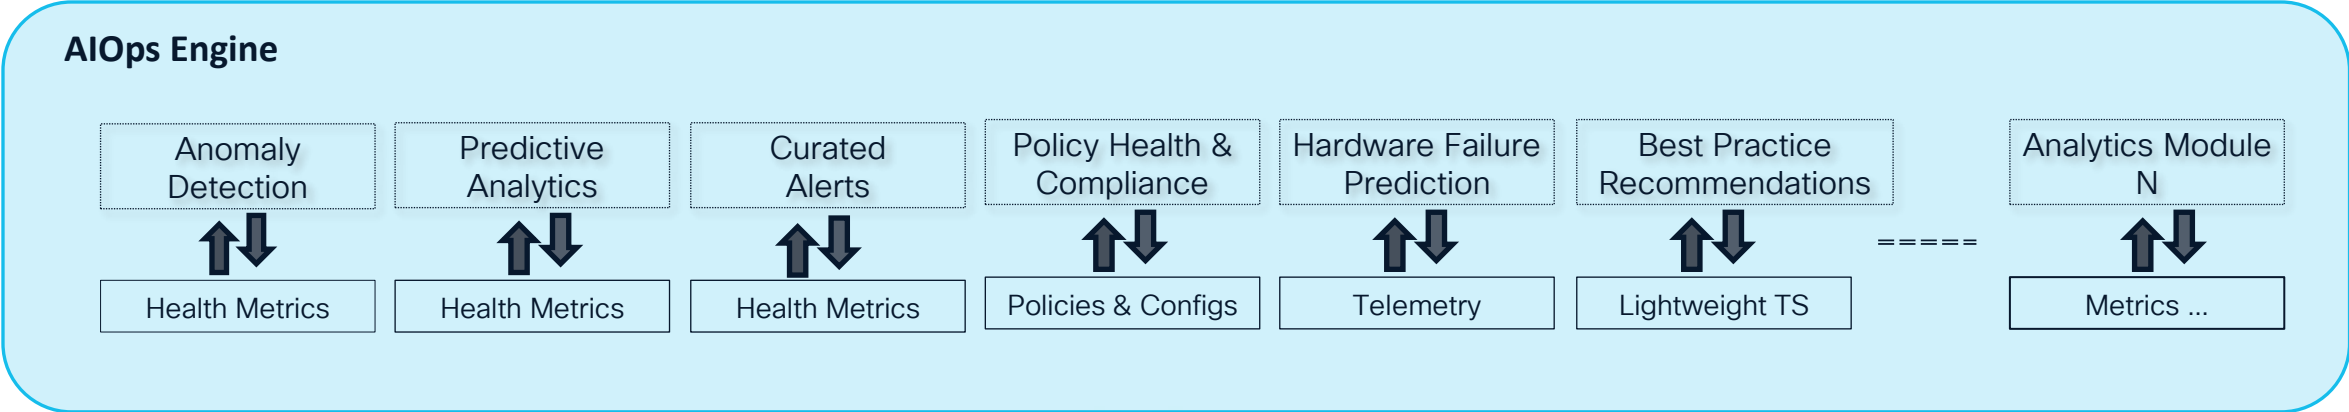 AIOps Engine
Anomaly
Detection
Predictive
Analytics
Curated
Alerts
Policy Health &
Compliance
Hardware Failure
Prediction
Best Practice
Recommendations
Analytics Module
N
=====
Health Metrics
Health Metrics
Health Metrics
Policies & Configs
Telemetry
Lightweight TS
Metrics ...